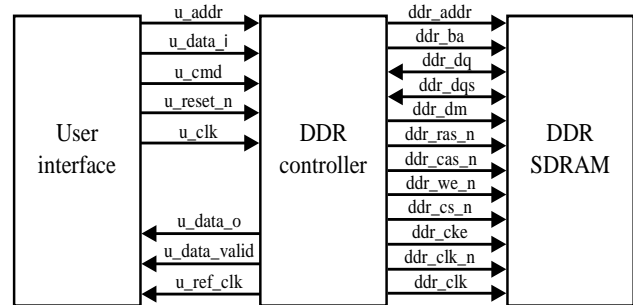 u_addr
u_data_i
u_cmd
u_reset_n
u_clk
User
interface
u_data_o
u_data_valid
u_ref_clk
DDR
controller
ddr_addr
ddr_ba
ddr_dq
ddr_dqs
ddr_dm
ddr_ras_n
ddr_cas_n
ddr_we_n
ddr_cs_n
ddr_cke
ddr_clk_n
ddr_clk
DDR
SDRAM